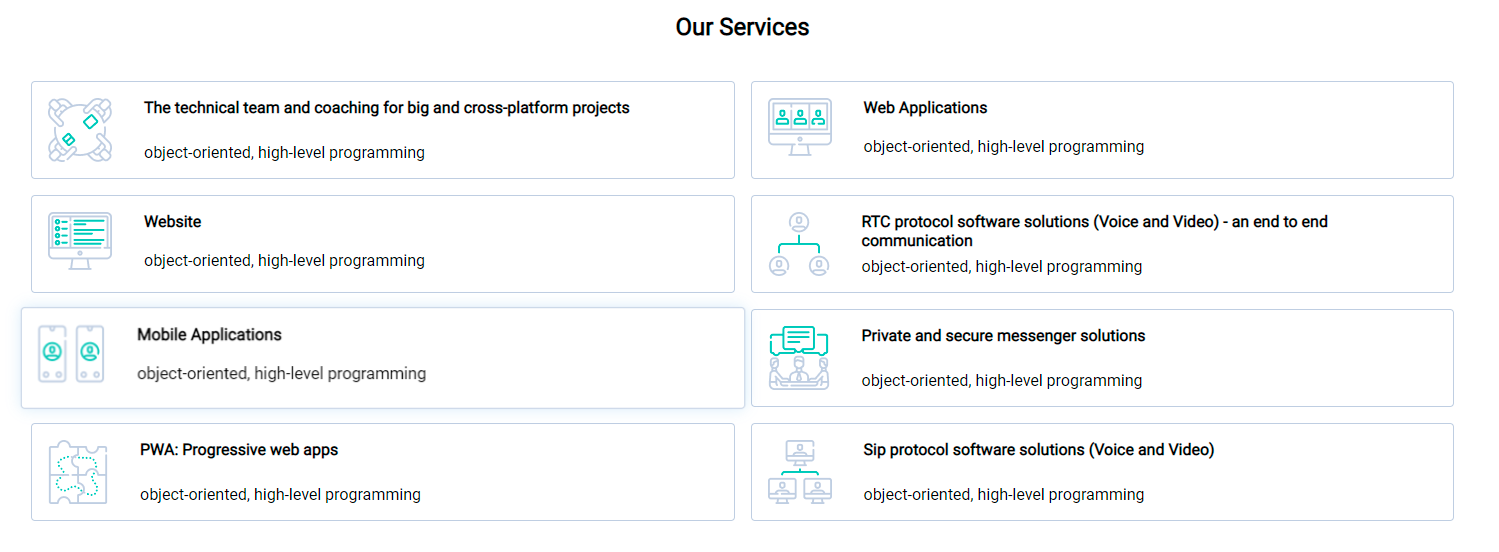 Our Services
The technical team and coaching for big and cross-platform projects
object-oriented, high-level programming
Web Applications
object-oriented, high-level programming
Website
object-oriented, high-level programming
RTC protocol software solutions (Voice and Video) - an end to end
communication
object-oriented, high-level programming
Mobile Applications
object-oriented, high-level programming
Private and secure messenger solutions
object-oriented, high-level programming
PWA: Progressive web apps
object-oriented, high-level programming
Sip protocol software solutions (Voice and Video)
object-oriented, high-level programming